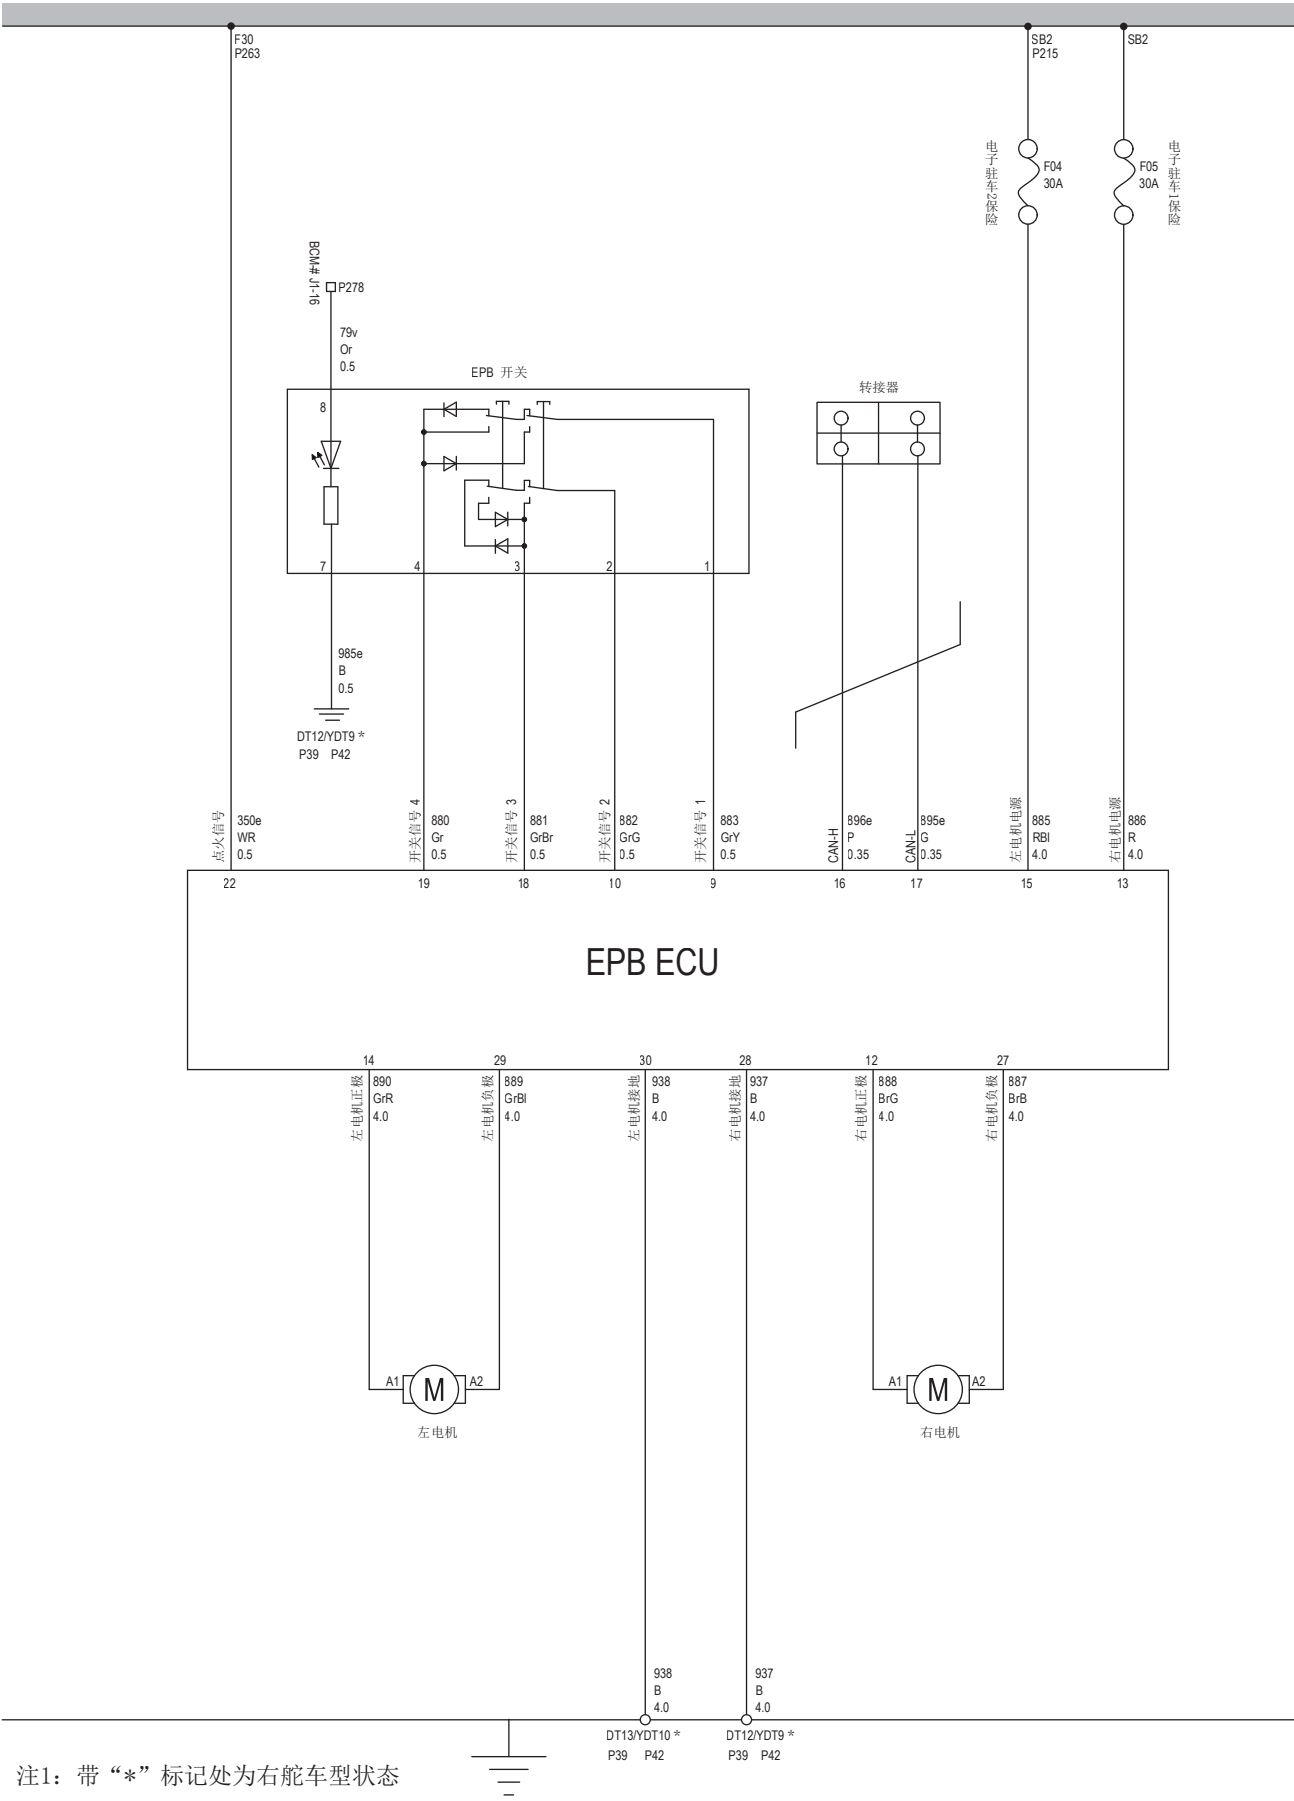 F30
P263
SB2
P215
SB2
电子驻车2保险
F04
30A
F05
30A
电子驻车1保险
BCM-# J1-16
P278
79v
Or
0.5
EPB 开关
转接器
8
7
4
3
2
1
985e
B
0.5
DT12/YDT9 *
P39 P42
点火信号
350e
WR
0.5
开关信号 4
880
Gr
0.5
开关信号 3
881
GrBr
0.5
开关信号 2
882
GrG
0.5
开关信号 1
883
GrY
0.5
CAN-H
896e
P
0.35
CAN-L
895e
G
0.35
左电机电源
885
RBl
4.0
右电机电源
886
R
4.0
22
19
18
10
9
16
17
15
13
EPB ECU
14
29
30
28
12
27
左电机正极
890
GrR
4.0
左电机负极
889
GrBl
4.0
左电机接地
938
B
4.0
右电机接地
937
B
4.0
右电机正极
888
BrG
4.0
右电机负极
887
BrB
4.0
A1
M
A2
左电机
A1
M
A2
右电机
938
B
4.0
937
B
4.0
DT13/YDT10 *
P39 P42
DT12/YDT9 *
P39 P42
注1：带“*”标记处为右舵车型状态